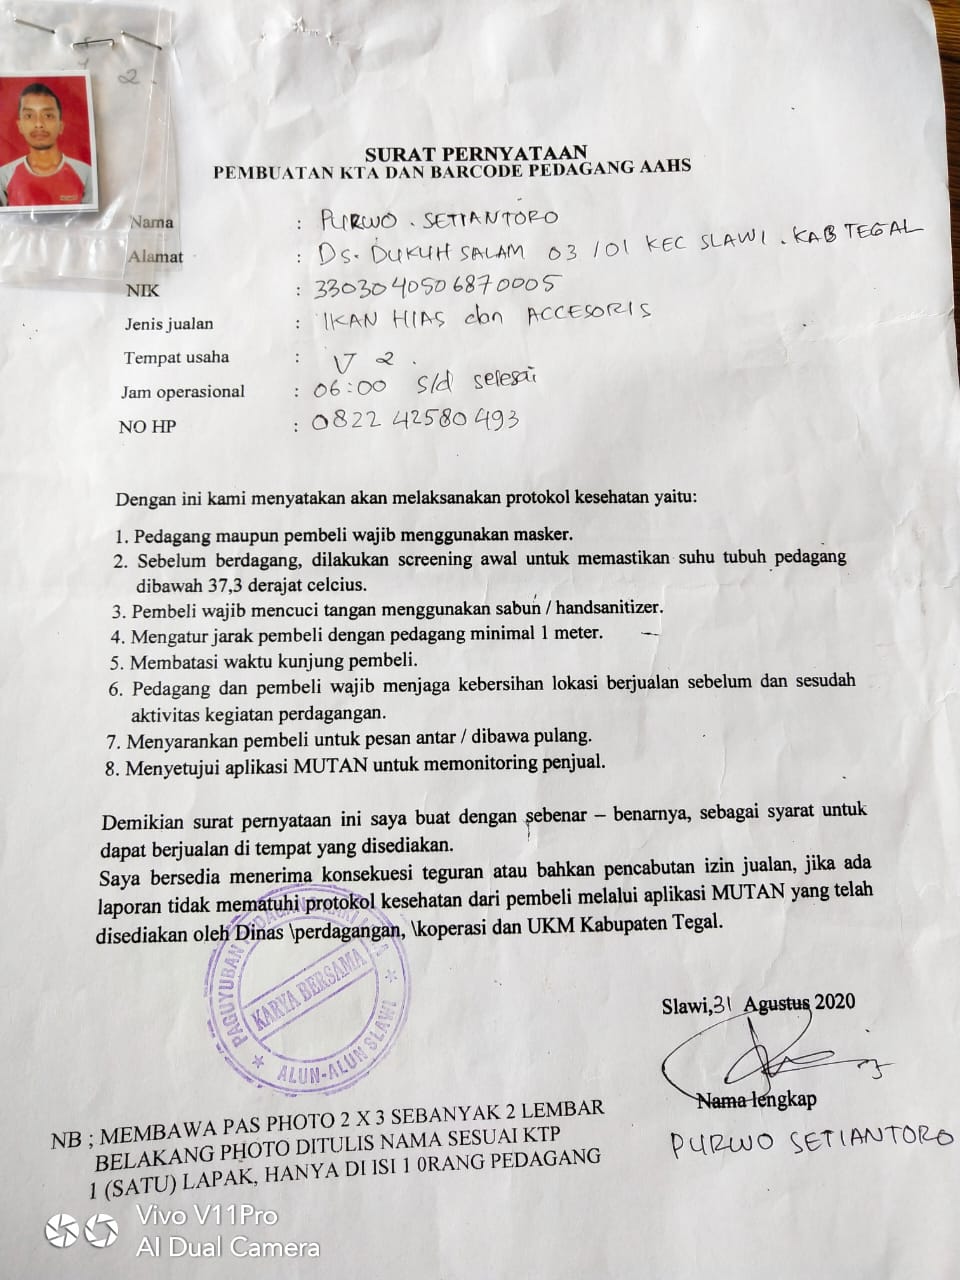 2.
SURAT PERNYATAAN
PEMBUATAN KTA DAN BARCODE PEDAGANG AAHS
Nama : PURWO . SETIANTORO
Alamat : Ds. DUKUH SALAM 03 /01 KEC SLAWI . KAB TEGAL
NIK : 3303040506870005
Jenis jualan : IKAN HIAS dan ACCESORIS
Tempat usaha : V 2 .
Jam operasional : 06:00 s/d selesai
NO HP : 0822 42580 493
Dengan ini kami menyatakan akan melaksanakan protokol kesehatan yaitu:
1. Pedagang maupun pembeli wajib menggunakan masker.
2. Sebelum berdagang, dilakukan screening awal untuk memastikan suhu tubuh pedagang
dibawah 37,3 derajat celcius.
3. Pembeli wajib mencuci tangan menggunakan sabun / handsanitizer.
4. Mengatur jarak pembeli dengan pedagang minimal 1 meter.
5. Membatasi waktu kunjung pembeli.
6. Pedagang dan pembeli wajib menjaga kebersihan lokasi berjualan sebelum dan sesudah
aktivitas kegiatan perdagangan.
7. Menyarankan pembeli untuk pesan antar / dibawa pulang.
8. Menyetujui aplikasi MUTAN untuk memonitoring penjual.
Demikian surat pernyataan ini saya buat dengan sebenar – benarnya, sebagai syarat untuk
dapat berjualan di tempat yang disediakan.
Saya bersedia menerima konsekuesi teguran atau bahkan pencabutan izin jualan, jika ada
laporan tidak mematuhi protokol kesehatan dari pembeli melalui aplikasi MUTAN yang telah
disediakan oleh Dinas \perdagangan, \koperasi dan UKM Kabupaten Tegal.
PAGUYUBAN PEDAGANG
KARYA BERSAMA
ALUN-ALUN SLAWI
Slawi,31 Agustus 2020
Nama lengkap
PURWO SETIANTORO
NB ; MEMBAWA PAS PHOTO 2 X 3 SEBANYAK 2 LEMBAR
BELAKANG PHOTO DITULIS NAMA SESUAI KTP
1 (SATU) LAPAK, HANYA DI ISI 1 0RANG PEDAGANG
Vivo V11Pro
AI Dual Camera